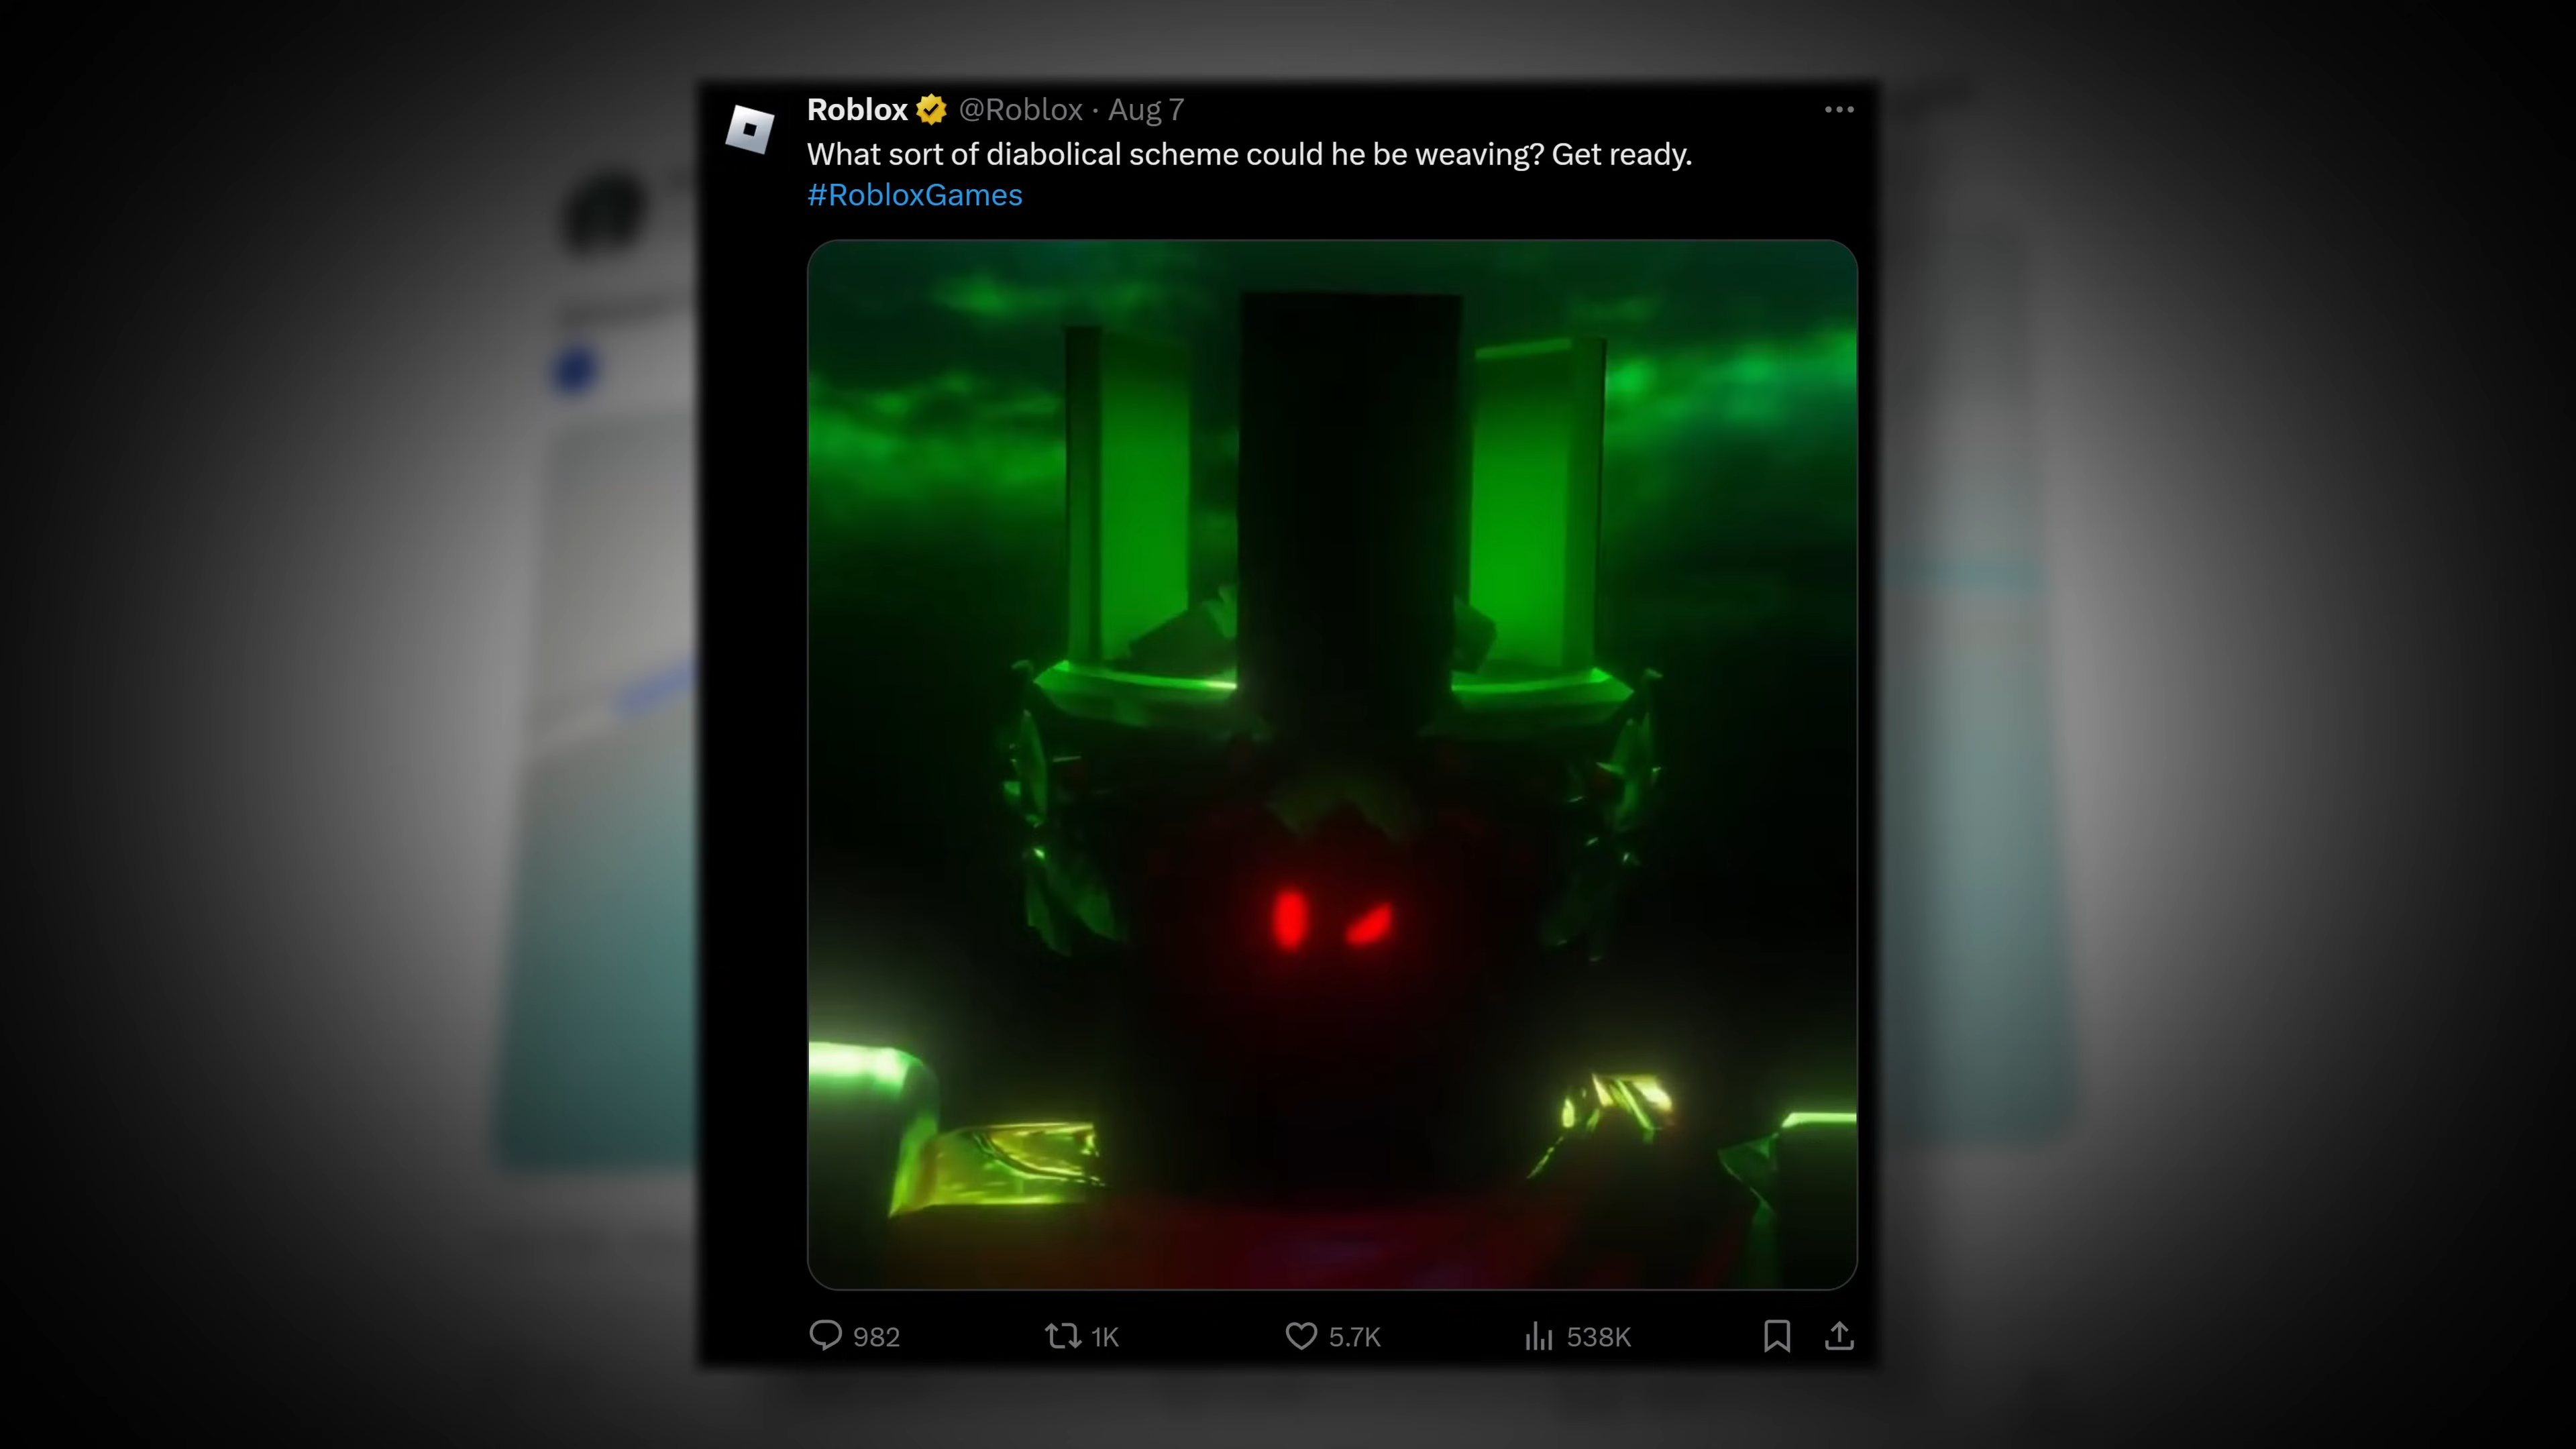 Roblox @Roblox · Aug 7
What sort of diabolical scheme could he be weaving? Get ready.
#RobloxGames
982 1K 5.7K 538K